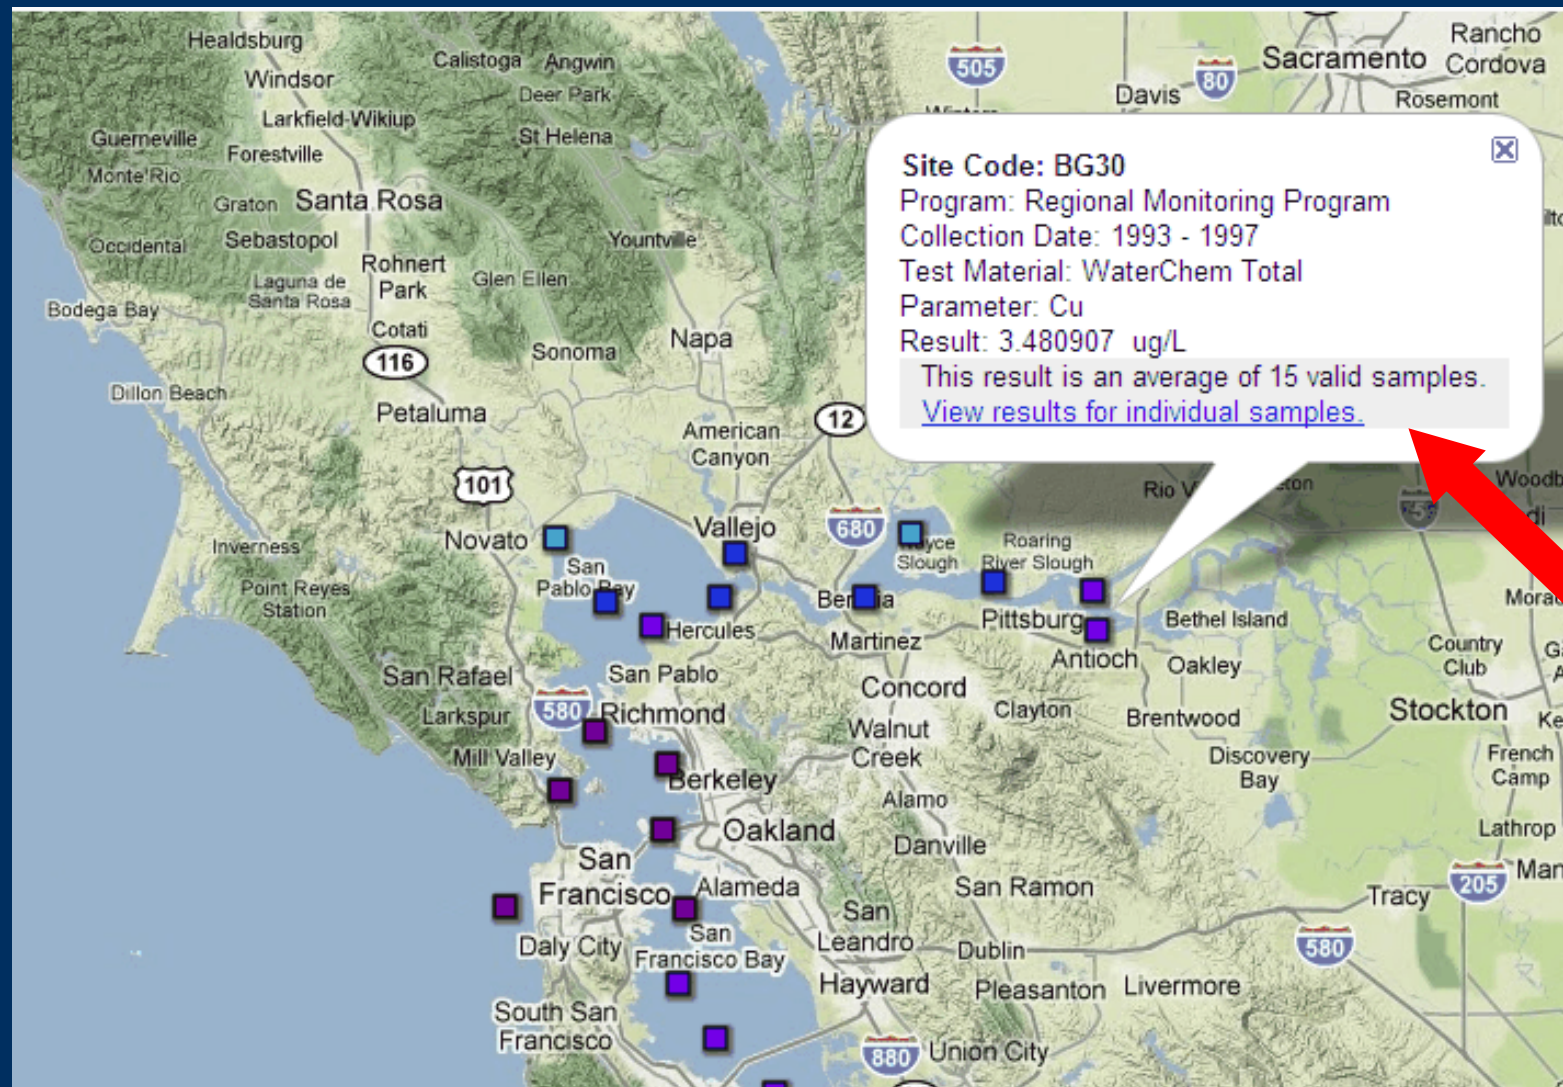 Healdsburg
Calistoga Angwin
505
Rancho
Cordova
Sacramento
Windsor
80
Davis
Deer Park
Rosemont
Larkfield-Wikiup
St Helena
Guerneville
Forestville
Monte Rio
Graton
Santa Rosa
Site Code: BG30
Program: Regional Monitoring Program
Collection Date: 1993 - 1997
Test Material: WaterChem Total
Parameter: Cu
Result: 3.480907 ug/L
This result is an average of 15 valid samples.
View results for individual samples.
Occidental
Sebastopol
Yountville
Rohnert
Park
Laguna de
Santa Rosa
Glen Ellen
Bodega Bay
Cotati
116
Sonoma
Napa
Dillon Beach
Petaluma
12
American
Canyon
101
Rio
Novato
Vallejo
680
Slough
Roaring
River Slough
Inverness
San
Pablo Bay
Point Reyes
Station
Hercules
Martinez
Pittsburg
Bethel Island
Antioch
Oakley
Country
Club
San Rafael
San Pablo
Concord
Larkspur
580
Richmond
Clayton
Brentwood
Stockton
Mill Valley
Walnut
Creek
Discovery
Bay
French
Camp
Berkeley
Alamo
Oakland
Danville
Lathrop
San
Francisco
Alameda
San Ramon
Tracy
205
San
Leandro
Daly City
San
Francisco Bay
Dublin
580
Hayward
Pleasanton
Livermore
South San
Francisco
880
Union City